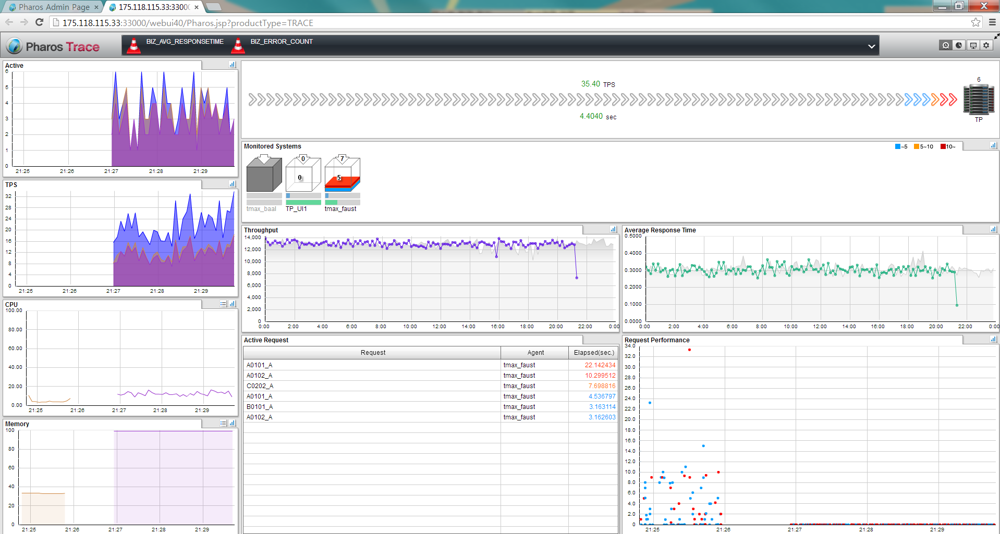 Pharos Admin Page
175.118.115.33:3300
175.118.115.33:33000/webui40/Pharos.jsp?productType=TRACE
Pharos Trace
BIZ_AVG_RESPONSETIME
BIZ_ERROR_COUNT
Active
6
5
4
3
2
1
0
21:25 21:26 21:27 21:28 21:29
35.40 TPS
4.4040 sec
6
TP
TPS
32
28
24
20
16
12
8
4
0
21:25 21:26 21:27 21:28 21:29
Monitored Systems
~5 5~10 10~
0 7
0 5
tmax_baal TP_UI1 tmax_faust
CPU
100.00
80.00
60.00
40.00
20.00
0.00
21:25 21:26 21:27 21:28 21:29
Throughput
14,000
12,000
10,000
8,000
6,000
4,000
2,000
0
0:00 2:00 4:00 6:00 8:00 10:00 12:00 14:00 16:00 18:00 20:00 22:00 0:00
Average Response Time
0.5000
0.4000
0.3000
0.2000
0.1000
0.0000
0:00 2:00 4:00 6:00 8:00 10:00 12:00 14:00 16:00 18:00 20:00 22:00 0:00
Memory
100
80
60
40
20
0
21:25 21:26 21:27 21:28 21:29
Active Request
Request Agent Elapsed(sec.)
A0101_A tmax_faust 22.142434
A0102_A tmax_faust 10.299512
C0202_A tmax_faust 7.698816
A0101_A tmax_faust 4.536797
B0101_A tmax_faust 3.163114
A0102_A tmax_faust 3.162603
Request Performance
34.0
32.0
30.0
28.0
26.0
24.0
22.0
20.0
18.0
16.0
14.0
12.0
10.0
8.0
6.0
4.0
2.0
0
21:25 21:26 21:27 21:28 21:29